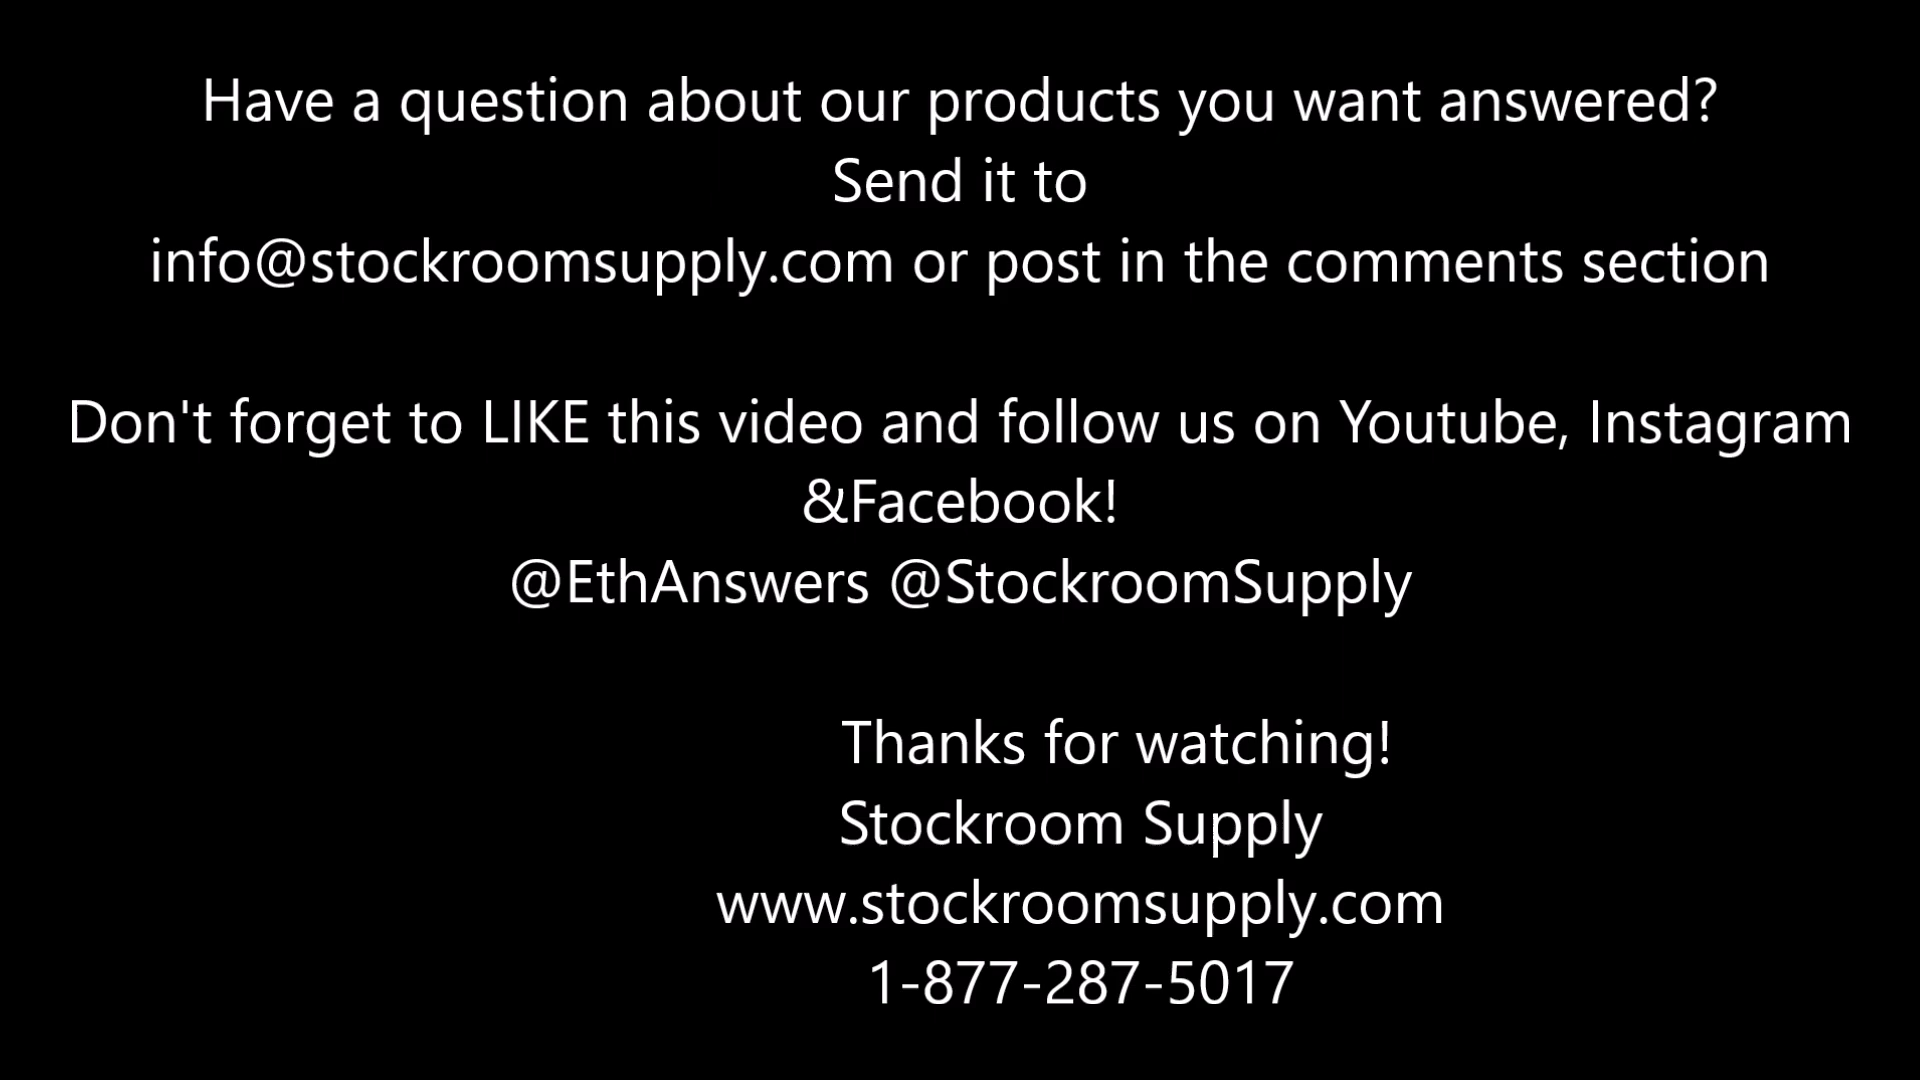 Have a question about our products you want answered?
Send it to
info@stockroomsupply.com or post in the comments section
Don't forget to LIKE this video and follow us on Youtube, Instagram
&Facebook!
@EthAnswers @StockroomSupply
Thanks for watching!
Stockroom Supply
www.stockroomsupply.com
1-877-287-5017